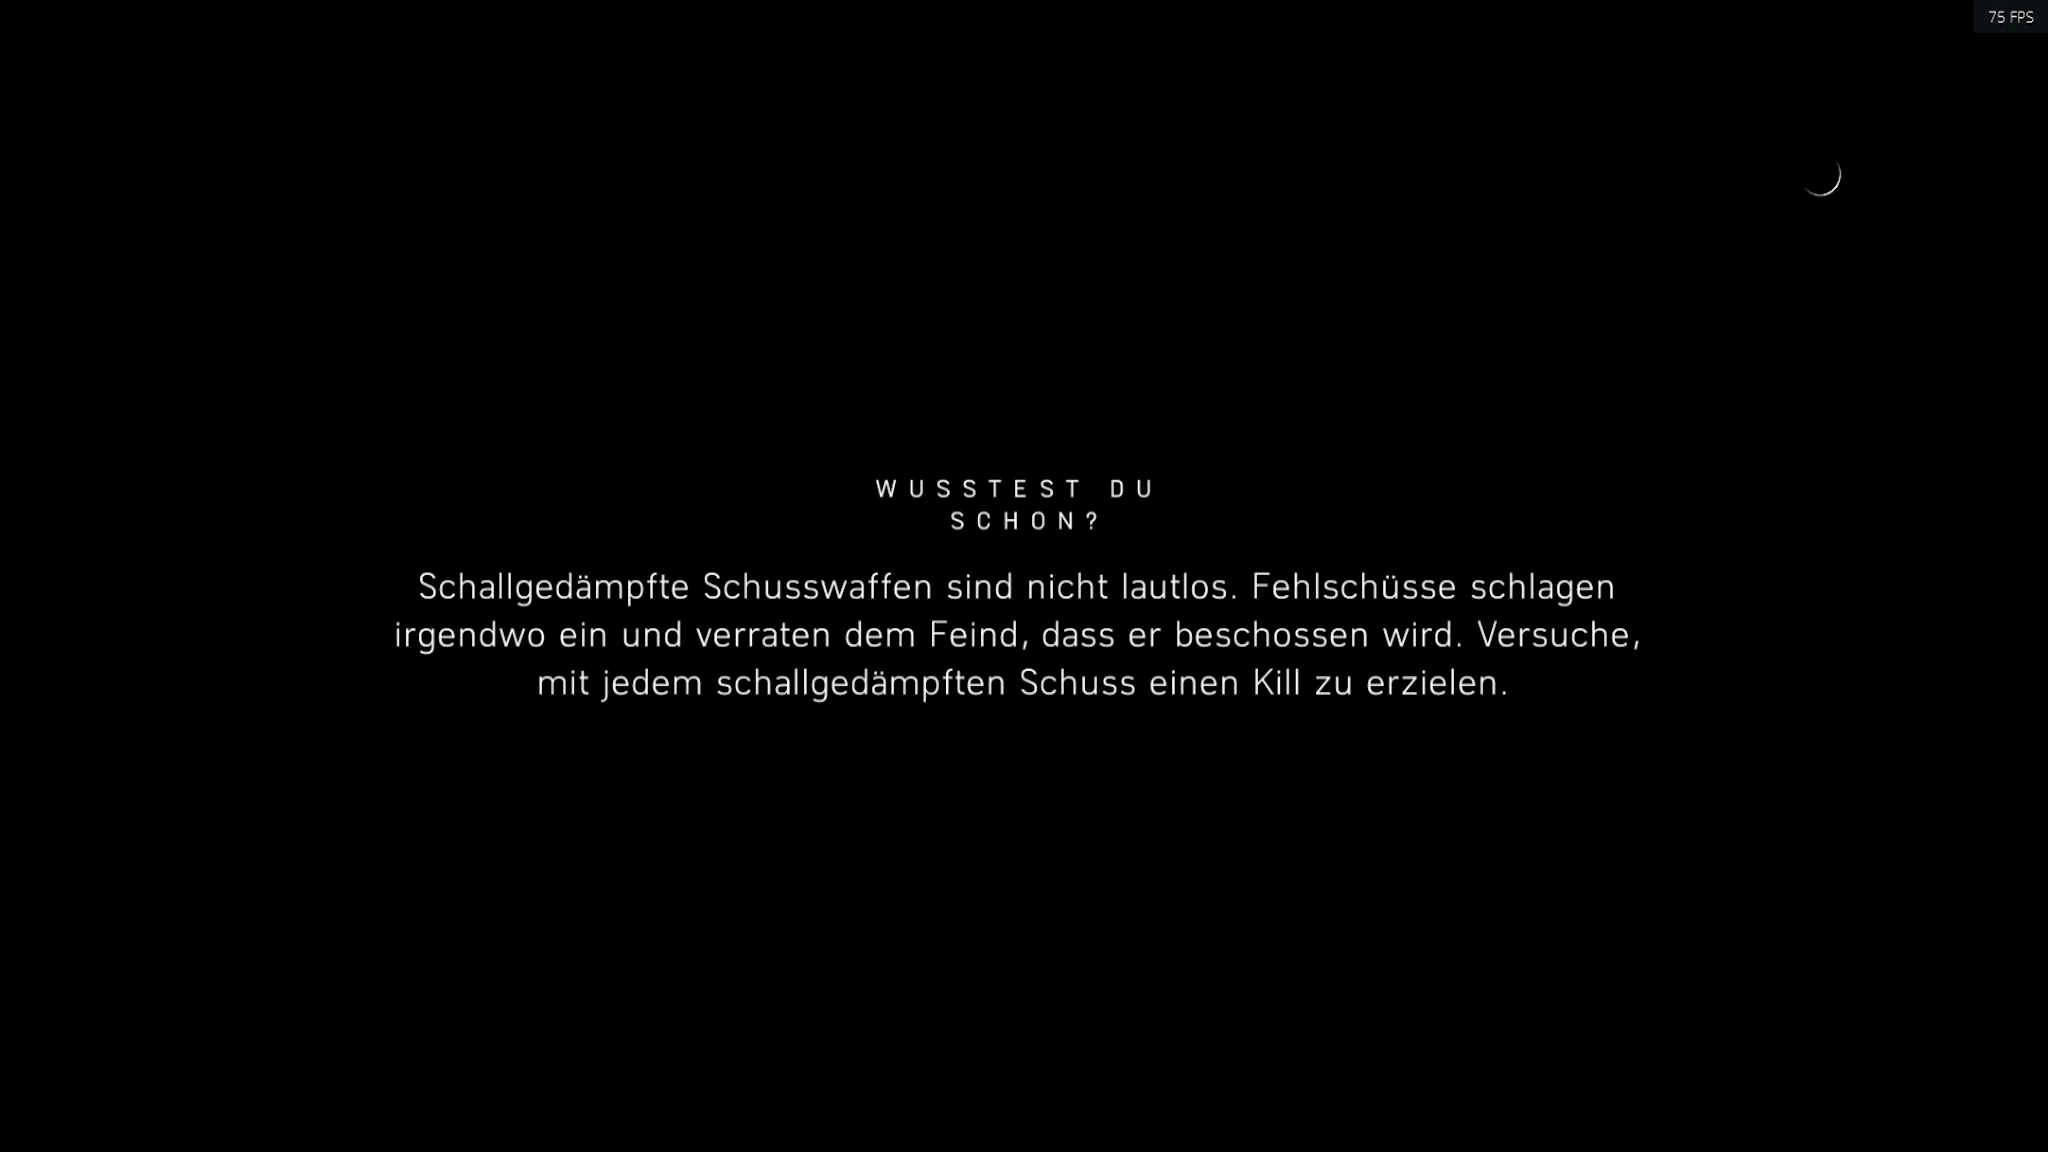 75 FPS
WUSSTEST DU
SCHON?
Schallgedämpfte Schusswaffen sind nicht lautlos. Fehlschüsse schlagen
irgendwo ein und verraten dem Feind, dass er beschossen wird. Versuche,
mit jedem schallgedämpften Schuss einen Kill zu erzielen.